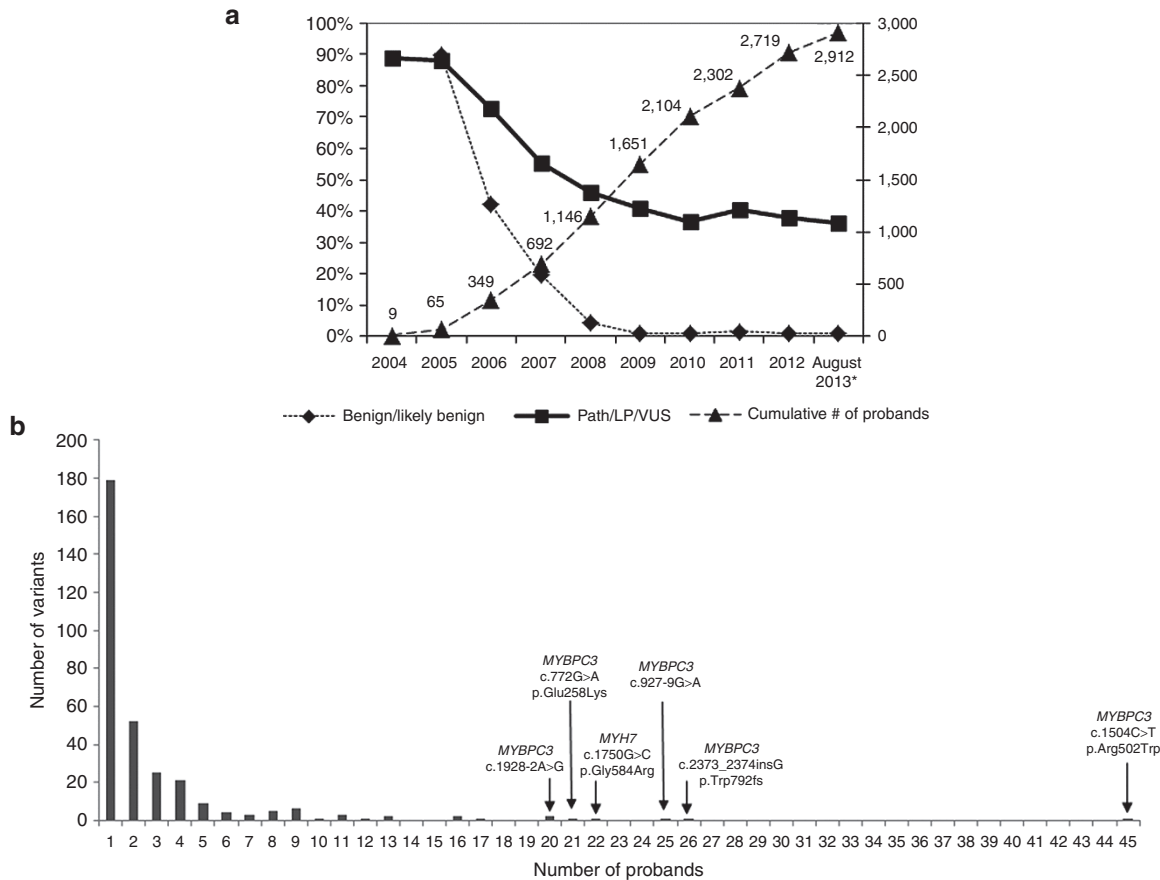 a
100%
90%
80%
70%
60%
50%
40%
30%
20%
10%
0%
3,000
2,500
2,000
1,500
1,000
500
0
9
65
349
692
1,146
1,651
2,104
2,302
2,719
2,912
2004 2005 2006 2007 2008 2009 2010 2011 2012 August
2013*
Benign/likely benign Path/LP/VUS Cumulative # of probands
b
Number of variants
200
180
160
140
120
100
80
60
40
20
0
MYBPC3
c.1928-2A>G
MYBPC3
c.772G>A
p.Glu258Lys
MYH7
c.1750G>C
p.Gly584Arg
MYBPC3
c.927-9G>A
MYBPC3
c.2373_2374insG
p.Trp792fs
MYBPC3
c.1504C>T
p.Arg502Trp
1 2 3 4 5 6 7 8 9 10 11 12 13 14 15 16 17 18 19 20 21 22 23 24 25 26 27 28 29 30 31 32 33 34 35 36 37 38 39 40 41 42 43 44 45
Number of probands